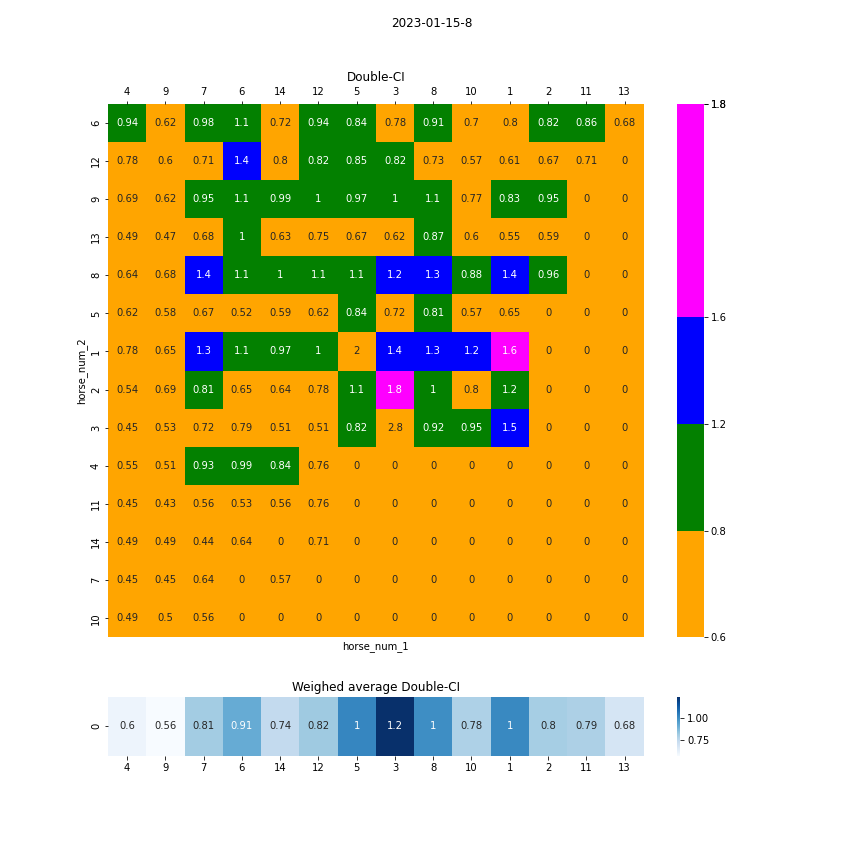 2023-01-15-8
Double-CI
4 9 7 6 14 12 5 3 8 10 1 2 11 13
6 0.94 0.62 0.98 1.1 0.72 0.94 0.84 0.78 0.91 0.7 0.8 0.82 0.86 0.68
12 0.78 0.6 0.71 1.4 0.8 0.82 0.85 0.82 0.73 0.57 0.61 0.67 0.71 0
9 0.69 0.62 0.95 1.1 0.99 1 0.97 1 1.1 0.77 0.83 0.95 0 0
13 0.49 0.47 0.68 1 0.63 0.75 0.67 0.62 0.87 0.6 0.55 0.59 0 0
8 0.64 0.68 1.4 1.1 1 1.1 1.1 1.2 1.3 0.88 1.4 0.96 0 0
5 0.62 0.58 0.67 0.52 0.59 0.62 0.84 0.72 0.81 0.57 0.65 0 0 0
1 0.78 0.65 1.3 1.1 0.97 1 2 1.4 1.3 1.2 1.6 0 0 0
2 0.54 0.69 0.81 0.65 0.64 0.78 1.1 1.8 1 0.8 1.2 0 0 0
3 0.45 0.53 0.72 0.79 0.51 0.51 0.82 2.8 0.92 0.95 1.5 0 0 0
4 0.55 0.51 0.93 0.99 0.84 0.76 0 0 0 0 0 0 0 0
11 0.45 0.43 0.56 0.53 0.56 0.76 0 0 0 0 0 0 0 0
14 0.49 0.49 0.44 0.64 0 0.71 0 0 0 0 0 0 0 0
7 0.45 0.45 0.64 0 0.57 0 0 0 0 0 0 0 0 0
10 0.49 0.5 0.56 0 0 0 0 0 0 0 0 0 0 0
horse_num_2
horse_num_1
1.8
1.6
1.2
0.8
0.6
Weighed average Double-CI
0 0.6 0.56 0.81 0.91 0.74 0.82 1 1.2 1 0.78 1 0.8 0.79 0.68
4 9 7 6 14 12 5 3 8 10 1 2 11 13
1.00
0.75